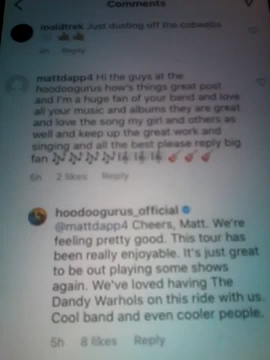 Comments
maldtrek Just dusting off the cobwebs
4h Reply
mattdapp4 Hi the guys at the
hoodoogurus how's things great post
and I'm a huge fan of your band and love
all your music and albums they are great
and love the song my girl and others as
well and keep up the great work and
singing and all the best please reply big
fan 🎶🎶🎶🎶🎼🎼🎼🎸🎸🎸
6h 2 likes Reply
hoodoogurus_official
@mattdapp4 Cheers, Matt. We're
feeling pretty good. This tour has
been really enjoyable. It's just great
to be out playing some shows
again. We've loved having The
Dandy Warhols on this ride with us.
Cool band and even cooler people.
5h 8 likes Reply